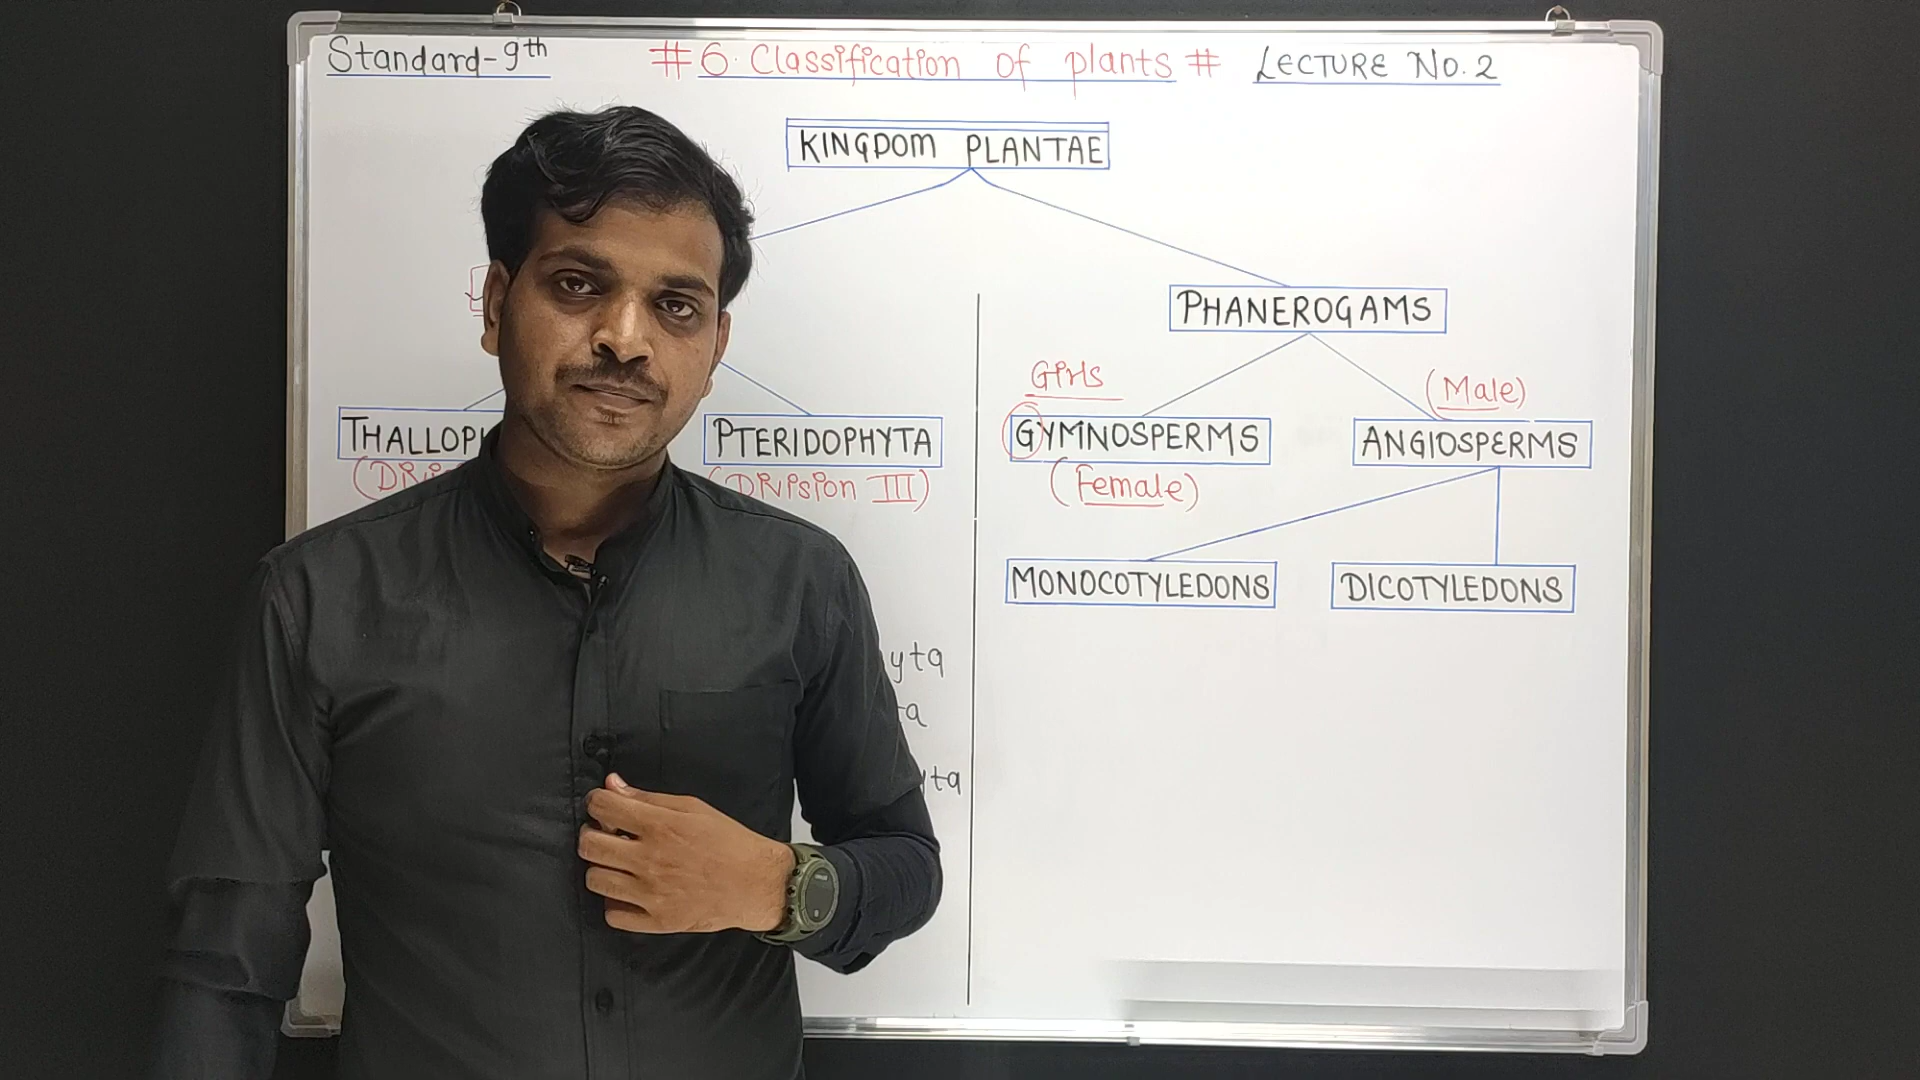 Standard-9th #6. Classification of plants # LECTURE NO. 2
KINGDOM PLANTAE
PHANEROGAMS
Girls
(Male)
PTERIDOPHYTA GYMNOSPERMS ANGIOSPERMS
(Division III) (Female)
MONOCOTYLEDONS DICOTYLEDONS